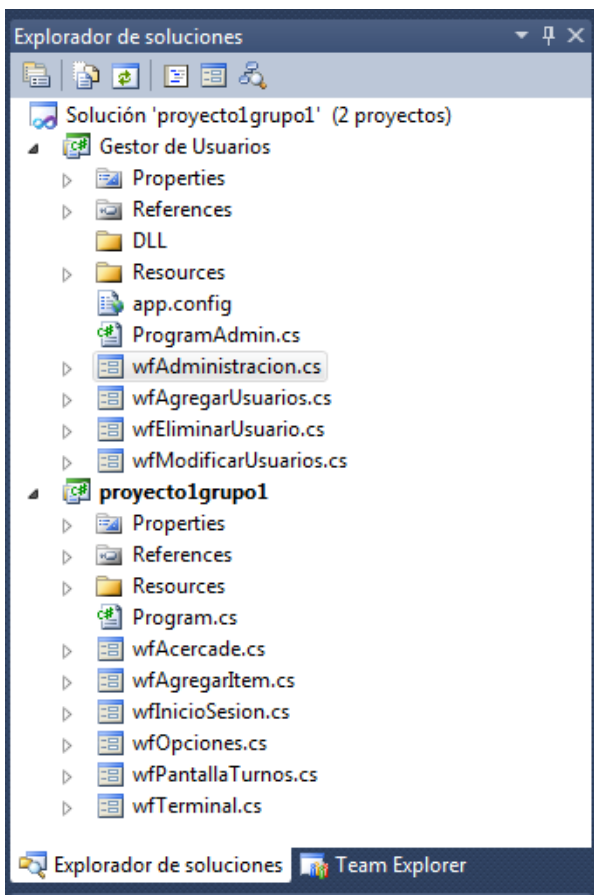 Explorador de soluciones
Solución 'proyecto1grupo1' (2 proyectos)
Gestor de Usuarios
Properties
References
DLL
Resources
app.config
ProgramAdmin.cs
wfAdministracion.cs
wfAgregarUsuarios.cs
wfEliminarUsuario.cs
wfModificarUsuarios.cs
proyecto1grupo1
Properties
References
Resources
Program.cs
wfAcercade.cs
wfAgregarItem.cs
wfInicioSesion.cs
wfOpciones.cs
wfPantallaTurnos.cs
wfTerminal.cs
Explorador de soluciones Team Explorer